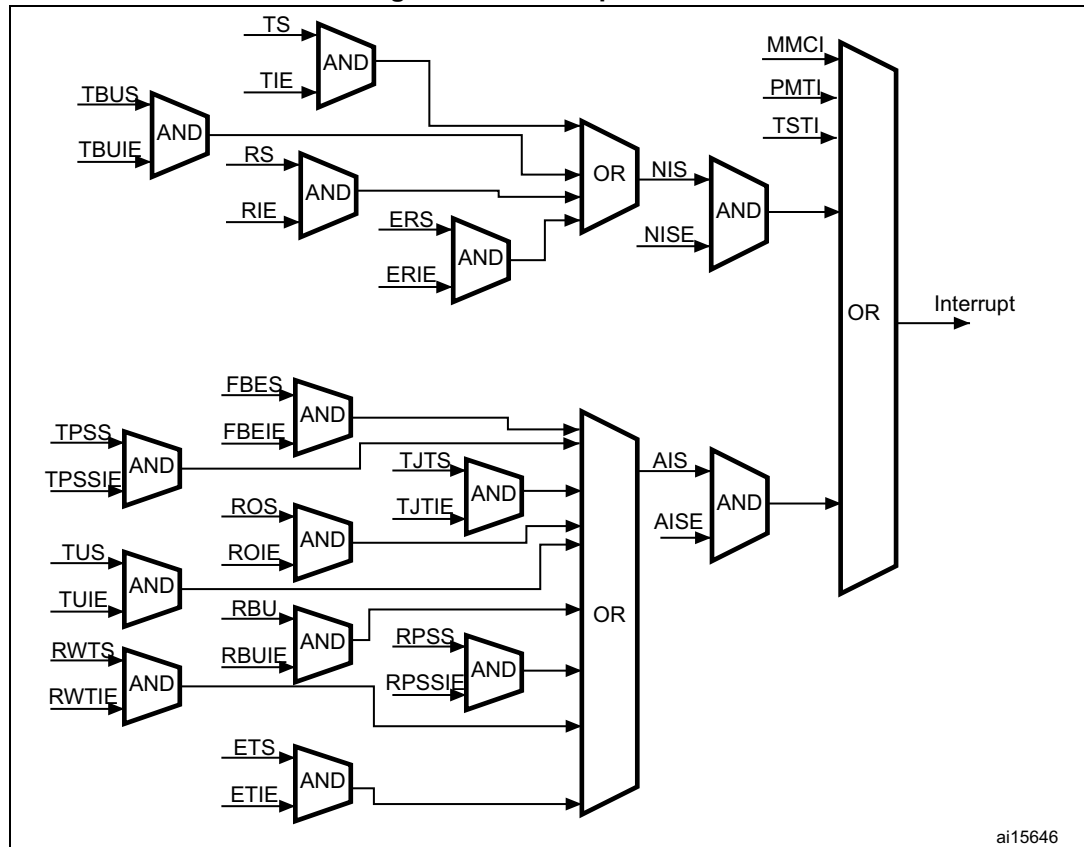 TS
MMCI
AND
PMTI
TIE
TBUS
TSTI
AND
TBUIE
RS
OR
NIS
AND
AND
RIE
ERS
NISE
AND
ERIE
Interrupt
OR
FBES
AND
FBEIE
TPSS
AND
TPSSIE
TJTS
AIS
AND
AND
TJTIE
ROS
AISE
AND
ROIE
TUS
AND
TUIE
RBU
OR
AND
RPSS
RBUIE
AND
RWTS
RPSSIE
AND
RWTIE
ETS
AND
ETIE
ai15646